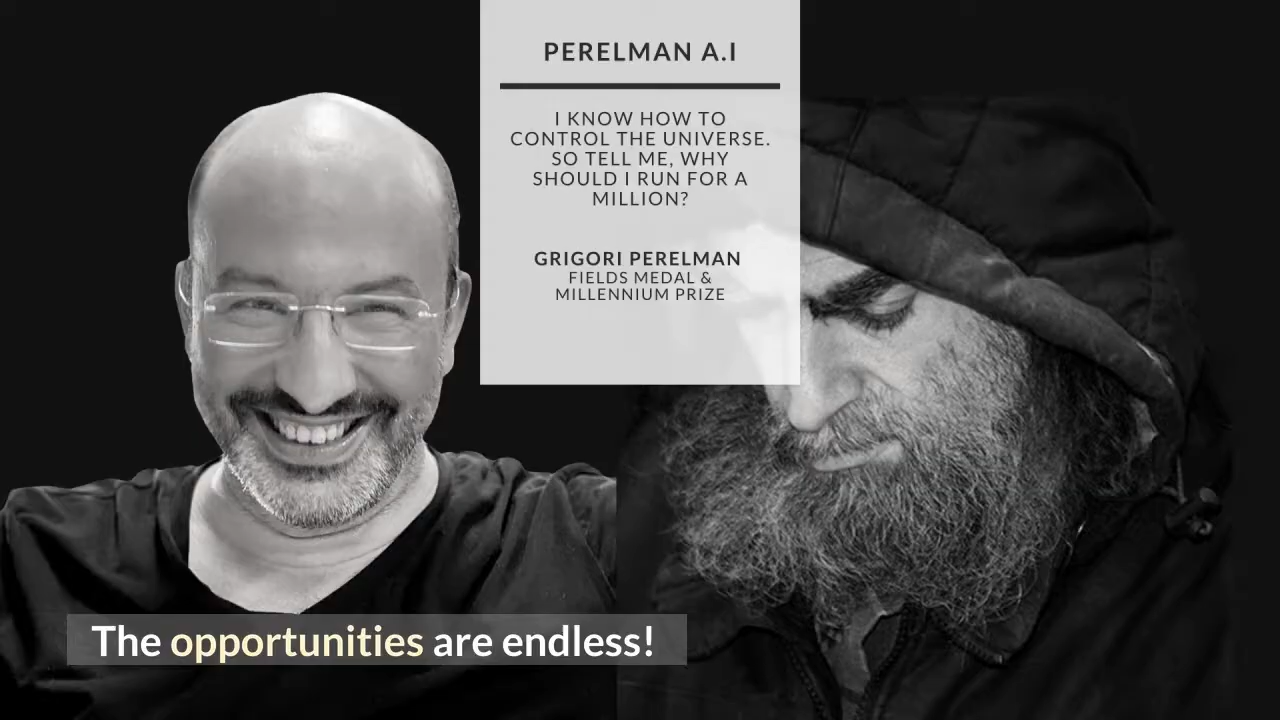 PERELMAN A.I
I KNOW HOW TO
CONTROL THE UNIVERSE.
SO TELL ME, WHY
SHOULD I RUN FOR A
MILLION?
GRIGORI PERELMAN
FIELDS MEDAL &
MILLENNIUM PRIZE
The opportunities are endless!